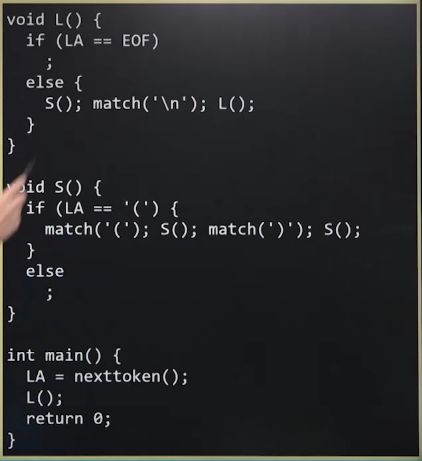 void L() {
  if (LA == EOF)
    ;
  else {
    S(); match('\n'); L();
  }
}
void S() {
  if (LA == '(') {
    match('('); S(); match(')'); S();
  }
  else
    ;
}
int main() {
  LA = nexttoken();
  L();
  return 0;
}